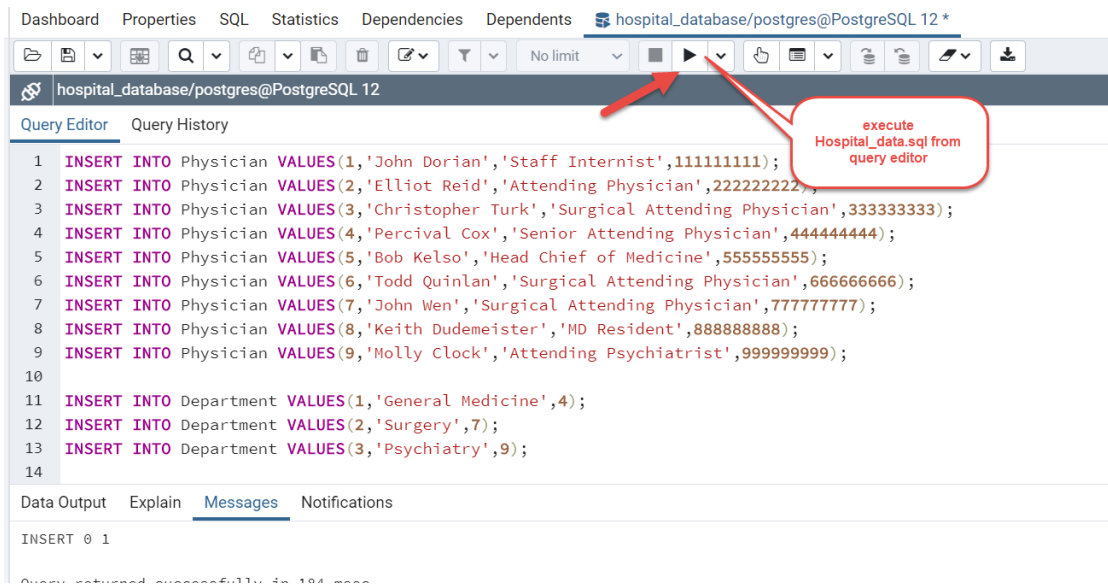 Dashboard Properties SQL Statistics Dependencies Dependents hospital_database/postgres@PostgreSQL 12 *
No limit
hospital_database/postgres@PostgreSQL 12
Query Editor Query History
execute
Hospital_data.sql from
query editor
1 INSERT INTO Physician VALUES(1,'John Dorian','Staff Internist',111111111);
2 INSERT INTO Physician VALUES(2,'Elliot Reid','Attending Physician',222222222);
3 INSERT INTO Physician VALUES(3,'Christopher Turk','Surgical Attending Physician',333333333);
4 INSERT INTO Physician VALUES(4,'Percival Cox','Senior Attending Physician',444444444);
5 INSERT INTO Physician VALUES(5,'Bob Kelso','Head Chief of Medicine',555555555);
6 INSERT INTO Physician VALUES(6,'Todd Quinlan','Surgical Attending Physician',666666666);
7 INSERT INTO Physician VALUES(7,'John Wen','Surgical Attending Physician',777777777);
8 INSERT INTO Physician VALUES(8,'Keith Dudemeister','MD Resident',888888888);
9 INSERT INTO Physician VALUES(9,'Molly Clock','Attending Psychiatrist',999999999);
10
11 INSERT INTO Department VALUES(1,'General Medicine',4);
12 INSERT INTO Department VALUES(2,'Surgery',7);
13 INSERT INTO Department VALUES(3,'Psychiatry',9);
14
Data Output Explain Messages Notifications
INSERT 0 1
Query returned successfully in 184 msec.